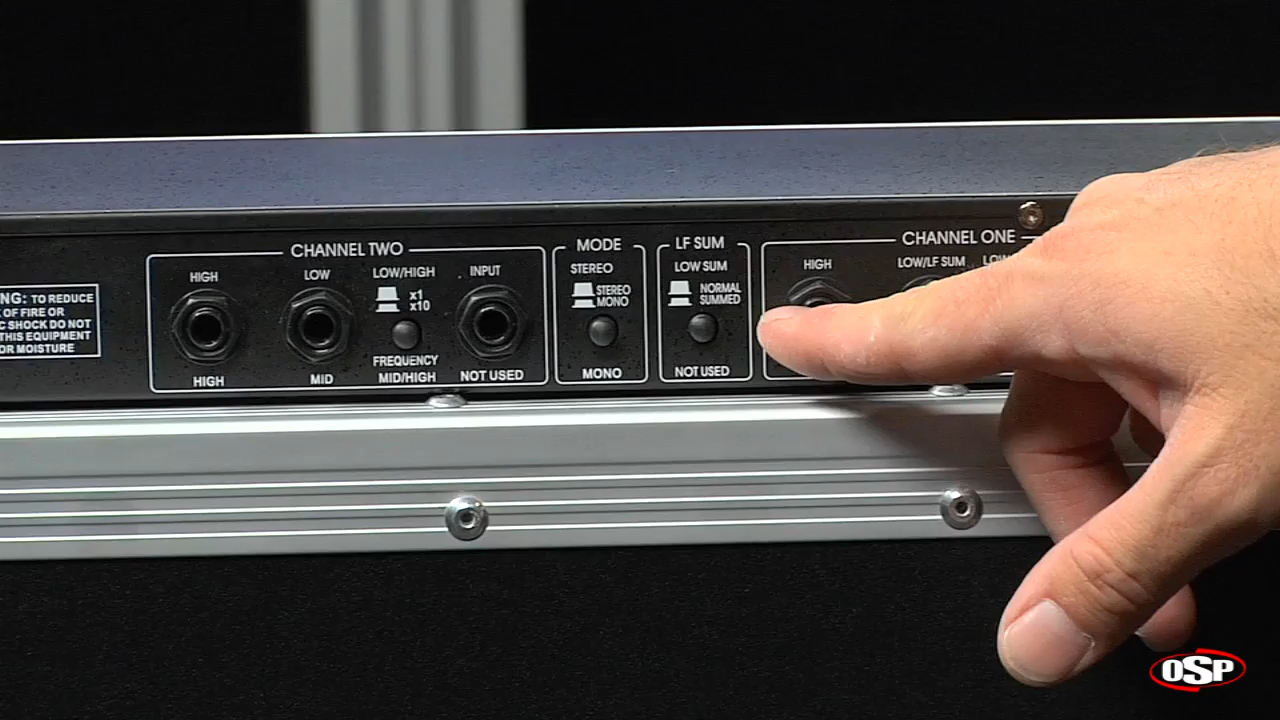 NG: TO REDUCE
OF FIRE OR
C SHOCK DO NOT
THIS EQUIPMENT
OR MOISTURE
CHANNEL TWO
HIGH
LOW
LOW/HIGH
x1
x10
INPUT
FREQUENCY
HIGH
MID
MID/HIGH
NOT USED
MODE
STEREO
STEREO
MONO
MONO
LF SUM
LOW SUM
NORMAL
SUMMED
NOT USED
CHANNEL ONE
HIGH
LOW/LF SUM
LOW
OSP